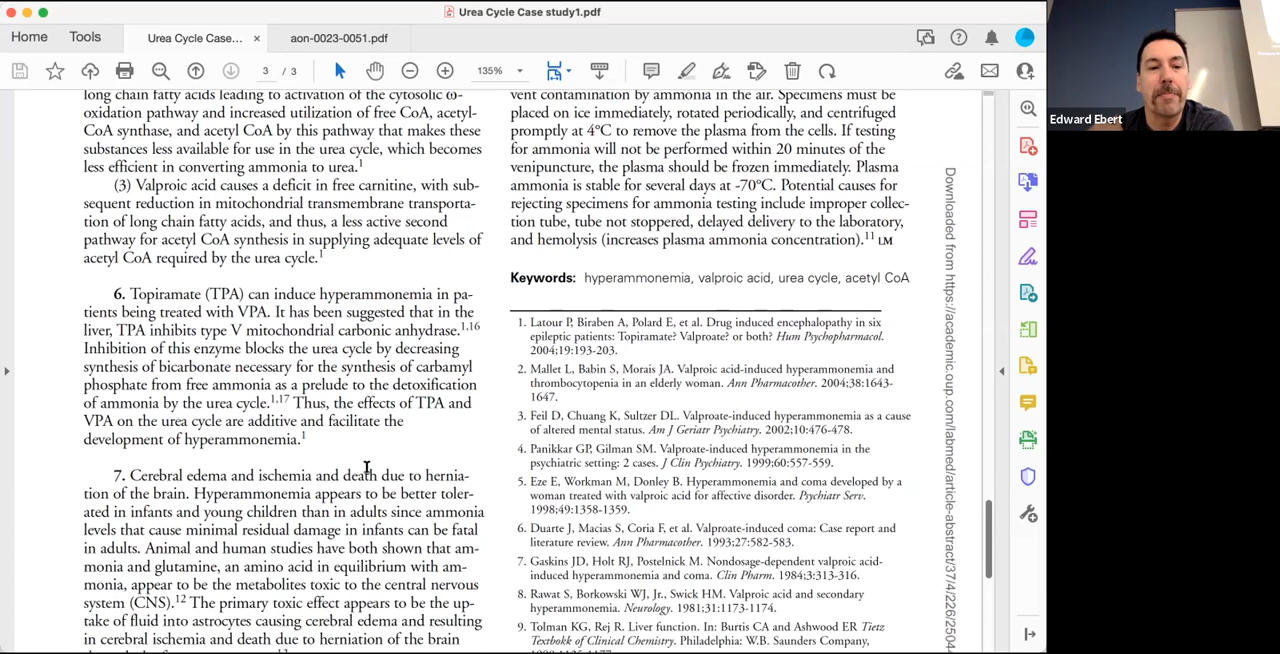 Urea Cycle Case study1.pdf
Home
Tools
Urea Cycle Case...
×
aon-0023-0051.pdf
3 / 3
135%
long chain fatty acids leading to activation of the cytosolic ω-
oxidation pathway and increased utilization of free CoA, acetyl-
CoA synthase, and acetyl CoA by this pathway that makes these
substances less available for use in the urea cycle, which becomes
less efficient in converting ammonia to urea.1
(3) Valproic acid causes a deficit in free carnitine, with sub-
sequent reduction in mitochondrial transmembrane transporta-
tion of long chain fatty acids, and thus, a less active second
pathway for acetyl CoA synthesis in supplying adequate levels of
acetyl CoA required by the urea cycle.1
6. Topiramate (TPA) can induce hyperammonemia in pa-
tients being treated with VPA. It has been suggested that in the
liver, TPA inhibits type V mitochondrial carbonic anhydrase.1,16
Inhibition of this enzyme blocks the urea cycle by decreasing
synthesis of bicarbonate necessary for the synthesis of carbamyl
phosphate from free ammonia as a prelude to the detoxification
of ammonia by the urea cycle.1,17 Thus, the effects of TPA and
VPA on the urea cycle are additive and facilitate the
development of hyperammonemia.1
7. Cerebral edema and ischemia and death due to hernia-
tion of the brain. Hyperammonemia appears to be better toler-
ated in infants and young children than in adults since ammonia
levels that cause minimal residual damage in infants can be fatal
in adults. Animal and human studies have both shown that am-
monia and glutamine, an amino acid in equilibrium with am-
monia, appear to be the metabolites toxic to the central nervous
system (CNS).12 The primary toxic effect appears to be the up-
take of fluid into astrocytes causing cerebral edema and resulting
in cerebral ischemia and death due to herniation of the brain
vent contamination by ammonia in the air. Specimens must be
placed on ice immediately, rotated periodically, and centrifuged
promptly at 4°C to remove the plasma from the cells. If testing
for ammonia will not be performed within 20 minutes of the
venipuncture, the plasma should be frozen immediately. Plasma
ammonia is stable for several days at -70°C. Potential causes for
rejecting specimens for ammonia testing include improper collec-
tion tube, tube not stoppered, delayed delivery to the laboratory,
and hemolysis (increases plasma ammonia concentration).11 LM
Keywords: hyperammonemia, valproic acid, urea cycle, acetyl CoA
1. Latour P, Biraben A, Polard E, et al. Drug induced encephalopathy in six
epileptic patients: Topiramate? Valproate? or both? Hum Psychopharmacol.
2004;19:193-203.
2. Mallet L, Babin S, Morais JA. Valproic acid-induced hyperammonemia and
thrombocytopenia in an elderly woman. Ann Pharmacother. 2004;38:1643-
1647.
3. Feil D, Chuang K, Sultzer DL. Valproate-induced hyperammonemia as a cause
of altered mental status. Am J Geriatr Psychiatry. 2002;10:476-478.
4. Panikkar GP, Gilman SM. Valproate-induced hyperammonemia in the
psychiatric setting: 2 cases. J Clin Psychiatry. 1999;60:557-559.
5. Eze E, Workman M, Donley B. Hyperammonemia and coma developed by a
woman treated with valproic acid for affective disorder. Psychiatr Serv.
1998;49:1358-1359.
6. Duarte J, Macias S, Coria F, et al. Valproate-induced coma: Case report and
literature review. Ann Pharmacother. 1993;27:582-583.
7. Gaskins JD, Holt RJ, Postelnick M. Nondosage-dependent valproic acid-
induced hyperammonemia and coma. Clin Pharm. 1984;3:313-316.
8. Rawat S, Borkowski WJ, Jr., Swick HM. Valproic acid and secondary
hyperammonemia. Neurology. 1981;31:1173-1174.
9. Tolman KG, Rej R. Liver function. In: Burtis CA and Ashwood ER Tietz
Textbokk of Clinical Chemistry. Philadelphia: W.B. Saunders Company,
Downloaded from https://academic.oup.com/labmed/article-abstract/37/4/226/25044
Edward Ebert